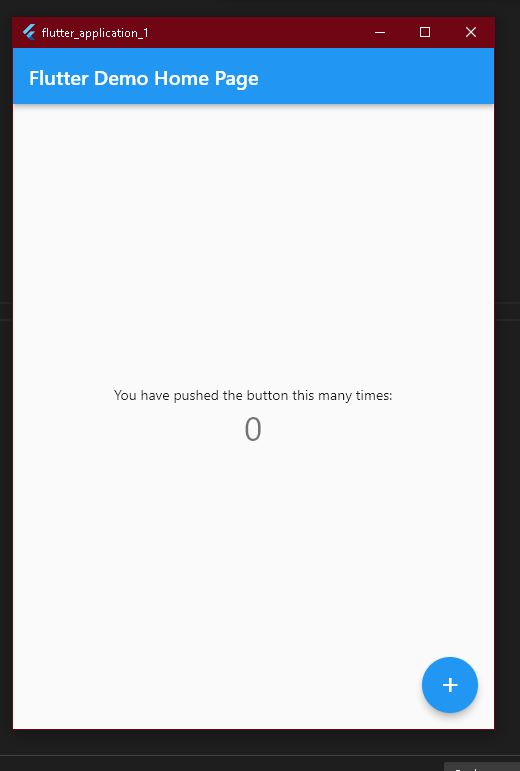 flutter_application_1
Flutter Demo Home Page
You have pushed the button this many times:
0